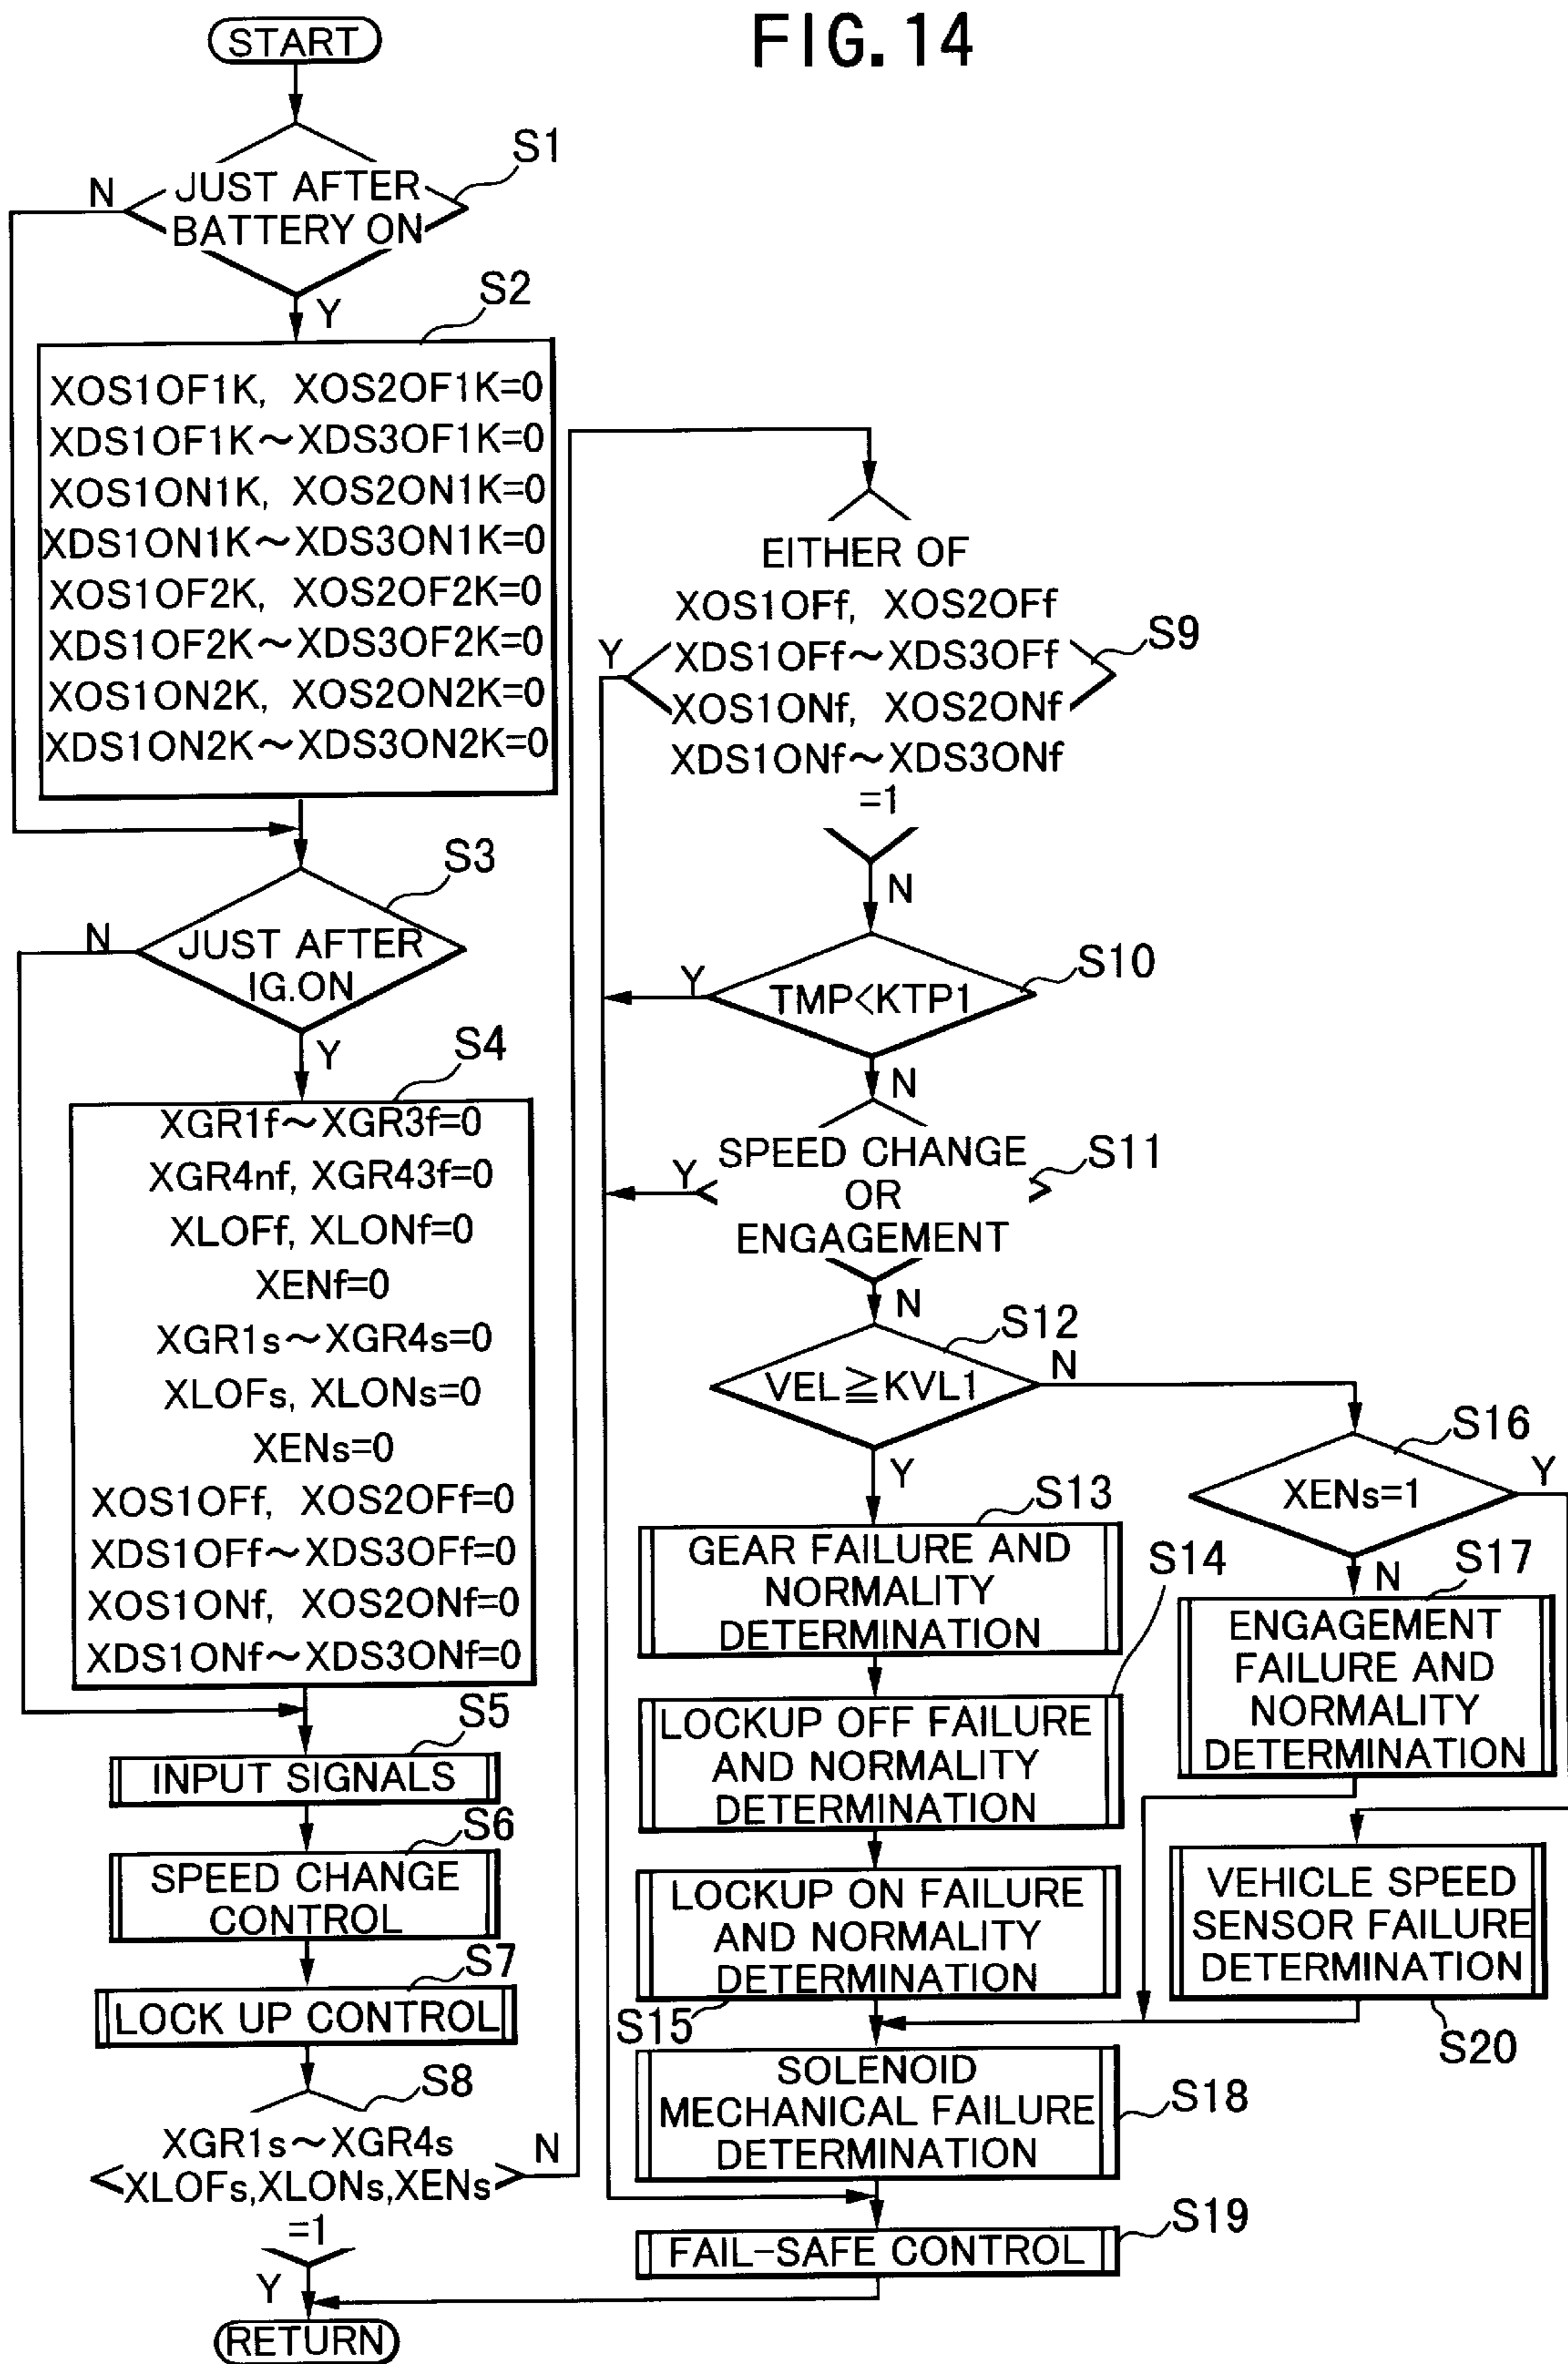 FIG.14
START
S1
N
JUST AFTER
BATTERY ON
Y
S2
XOS1OF1K, XOS2OF1K=0
XDS1OF1K～XDS3OF1K=0
XOS1ON1K, XOS2ON1K=0
XDS1ON1K～XDS3ON1K=0
XOS1OF2K, XOS2OF2K=0
XDS1OF2K～XDS3OF2K=0
XOS1ON2K, XOS2ON2K=0
XDS1ON2K～XDS3ON2K=0
S3
N
JUST AFTER
IG.ON
Y
S4
XGR1f～XGR3f=0
XGR4nf, XGR43f=0
XLOFf, XLONf=0
XENf=0
XGR1s～XGR4s=0
XLOFs, XLONs=0
XENs=0
XOS1OFf, XOS2OFf=0
XDS1OFf～XDS3OFf=0
XOS1ONf, XOS2ONf=0
XDS1ONf～XDS3ONf=0
S5
INPUT SIGNALS
S6
SPEED CHANGE
CONTROL
S7
LOCK UP CONTROL
S8
XGR1s～XGR4s
XLOFs,XLONs,XENs
=1
N
Y
RETURN
EITHER OF
XOS1OFf, XOS2OFf
XDS1OFf～XDS3OFf
XOS1ONf, XOS2ONf
XDS1ONf～XDS3ONf
=1
S9
Y
N
S10
Y
TMP<KTP1
N
S11
Y
SPEED CHANGE
OR
ENGAGEMENT
N
S12
VEL≧KVL1
N
Y
S16
XENs=1
Y
N
S13
GEAR FAILURE AND
NORMALITY
DETERMINATION
S14
LOCKUP OFF FAILURE
AND NORMALITY
DETERMINATION
LOCKUP ON FAILURE
AND NORMALITY
DETERMINATION
S15
S17
ENGAGEMENT
FAILURE AND
NORMALITY
DETERMINATION
VEHICLE SPEED
SENSOR FAILURE
DETERMINATION
S20
SOLENOID
MECHANICAL FAILURE
DETERMINATION
S18
S19
FAIL-SAFE CONTROL